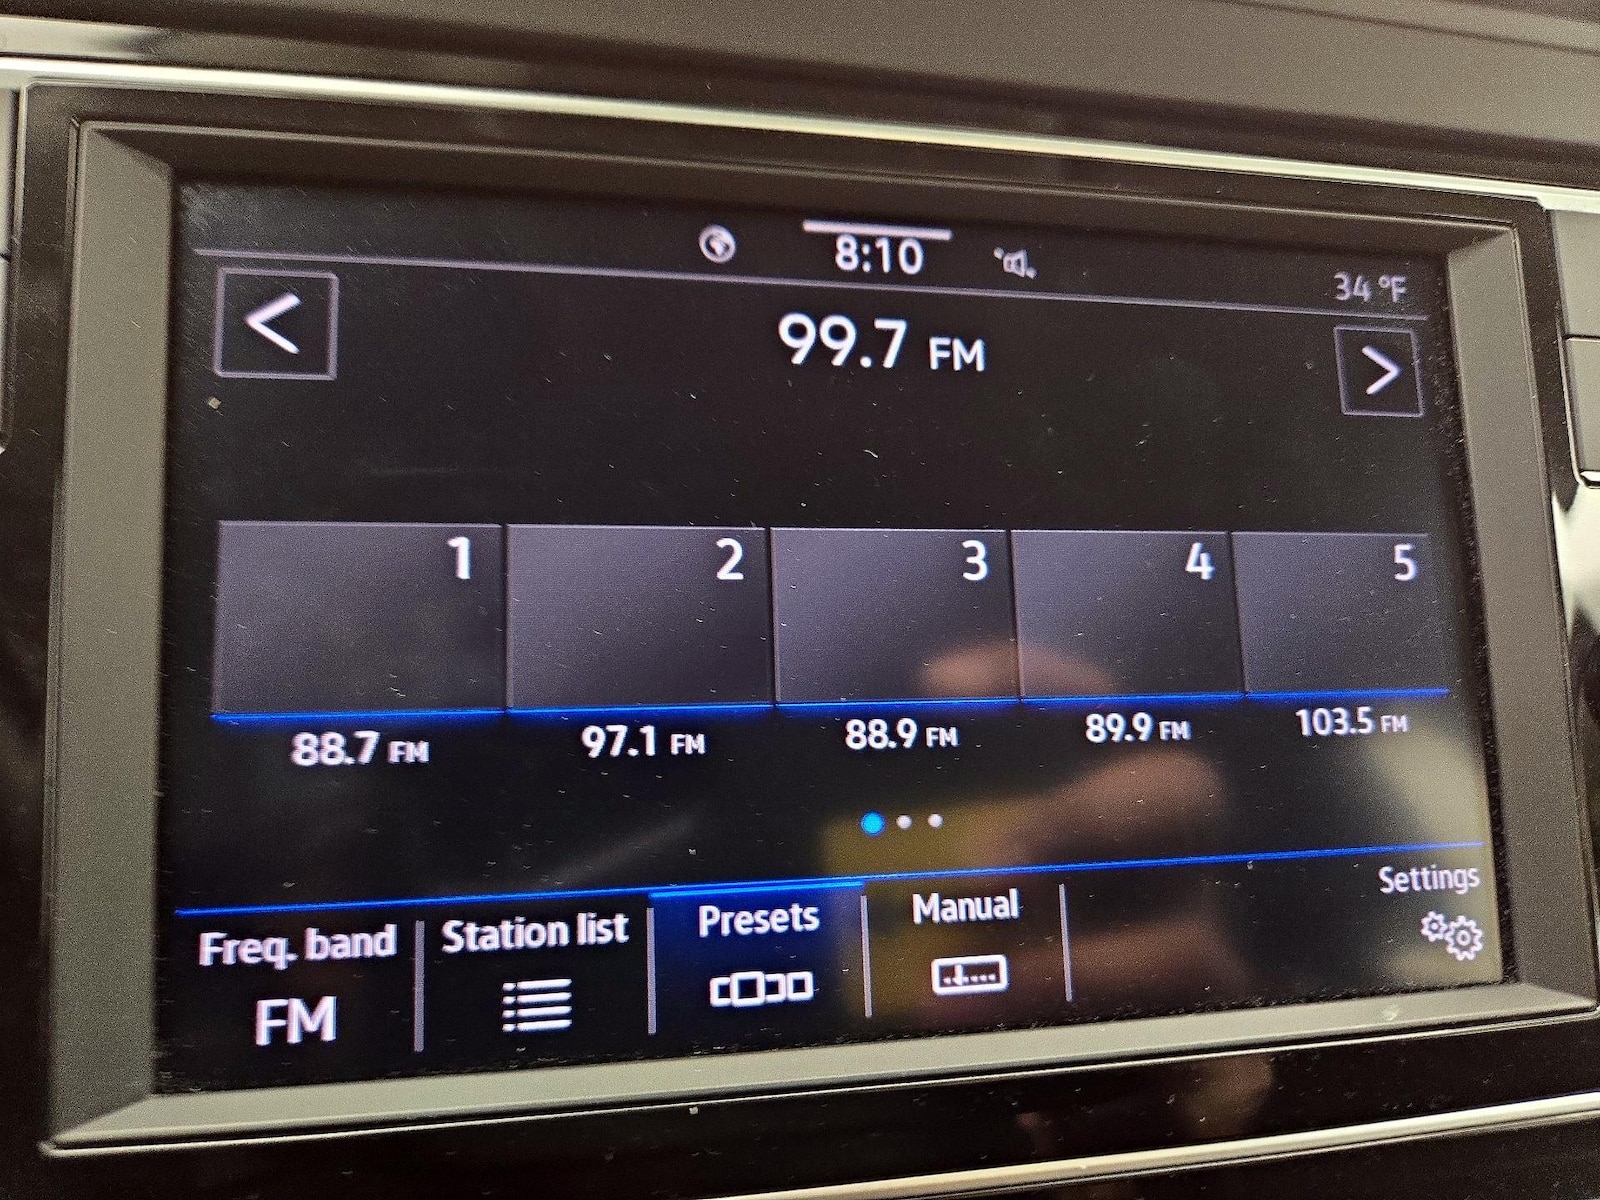 8:10
34 °F
99.7 FM
1 2 3 4 5
88.7 FM 97.1 FM 88.9 FM 89.9 FM 103.5 FM
Freq. band Station list Presets Manual Settings
FM